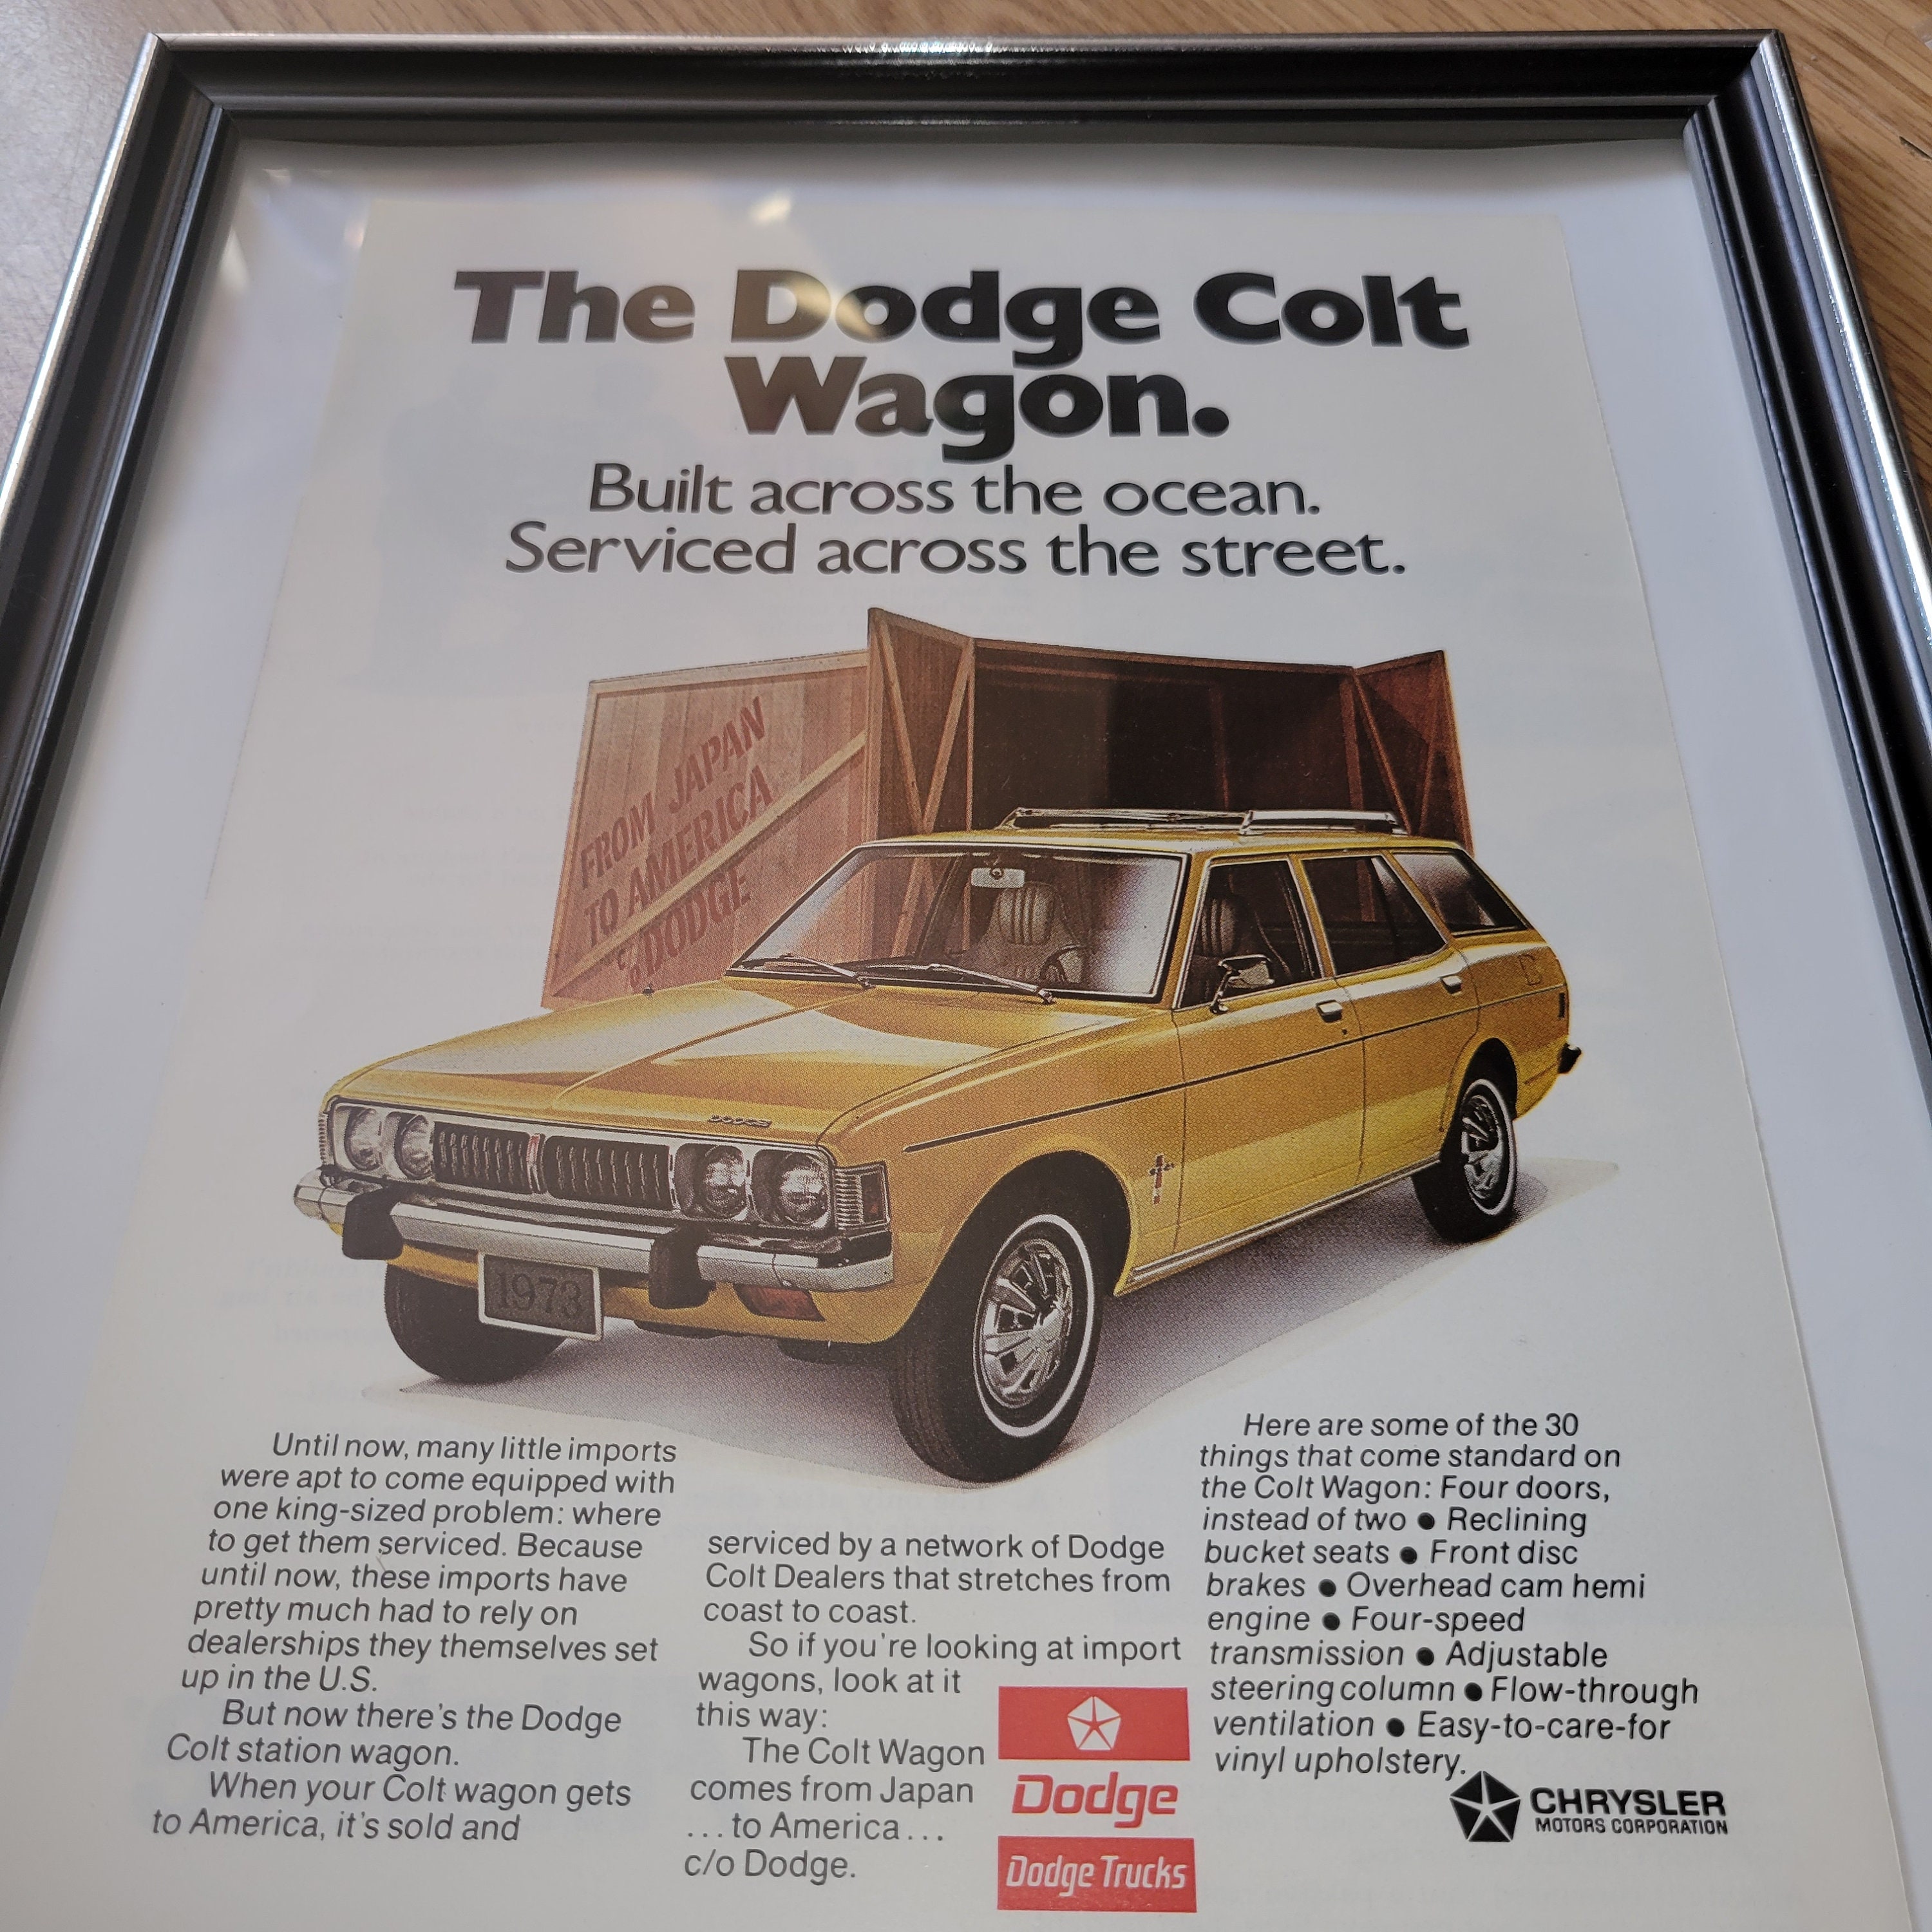 The Dodge Colt
Wagon.
Built across the ocean.
Serviced across the street.
FROM JAPAN
TO AMERICA
c/o DODGE
DODGE
1973
Until now, many little imports
were apt to come equipped with
one king-sized problem: where
to get them serviced. Because
until now, these imports have
pretty much had to rely on
dealerships they themselves set
up in the U.S.
But now there's the Dodge
Colt station wagon.
When your Colt wagon gets
to America, it's sold and
serviced by a network of Dodge
Colt Dealers that stretches from
coast to coast.
So if you're looking at import
wagons, look at it
this way:
The Colt Wagon
comes from Japan
...to America...
c/o Dodge.
Dodge
Dodge Trucks
Here are some of the 30
things that come standard on
the Colt Wagon: Four doors,
instead of two ● Reclining
bucket seats ● Front disc
brakes ● Overhead cam hemi
engine ● Four-speed
transmission ● Adjustable
steering column ● Flow-through
ventilation ● Easy-to-care-for
vinyl upholstery.
CHRYSLER
MOTORS CORPORATION